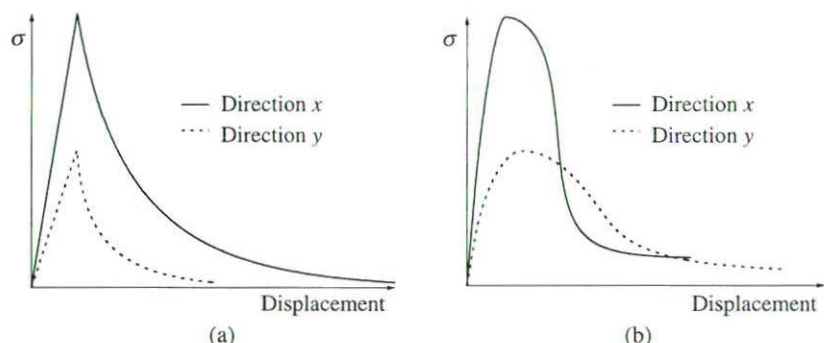 σ
Direction x
Direction y
Displacement
(a)
σ
Direction x
Direction y
Displacement
(b)